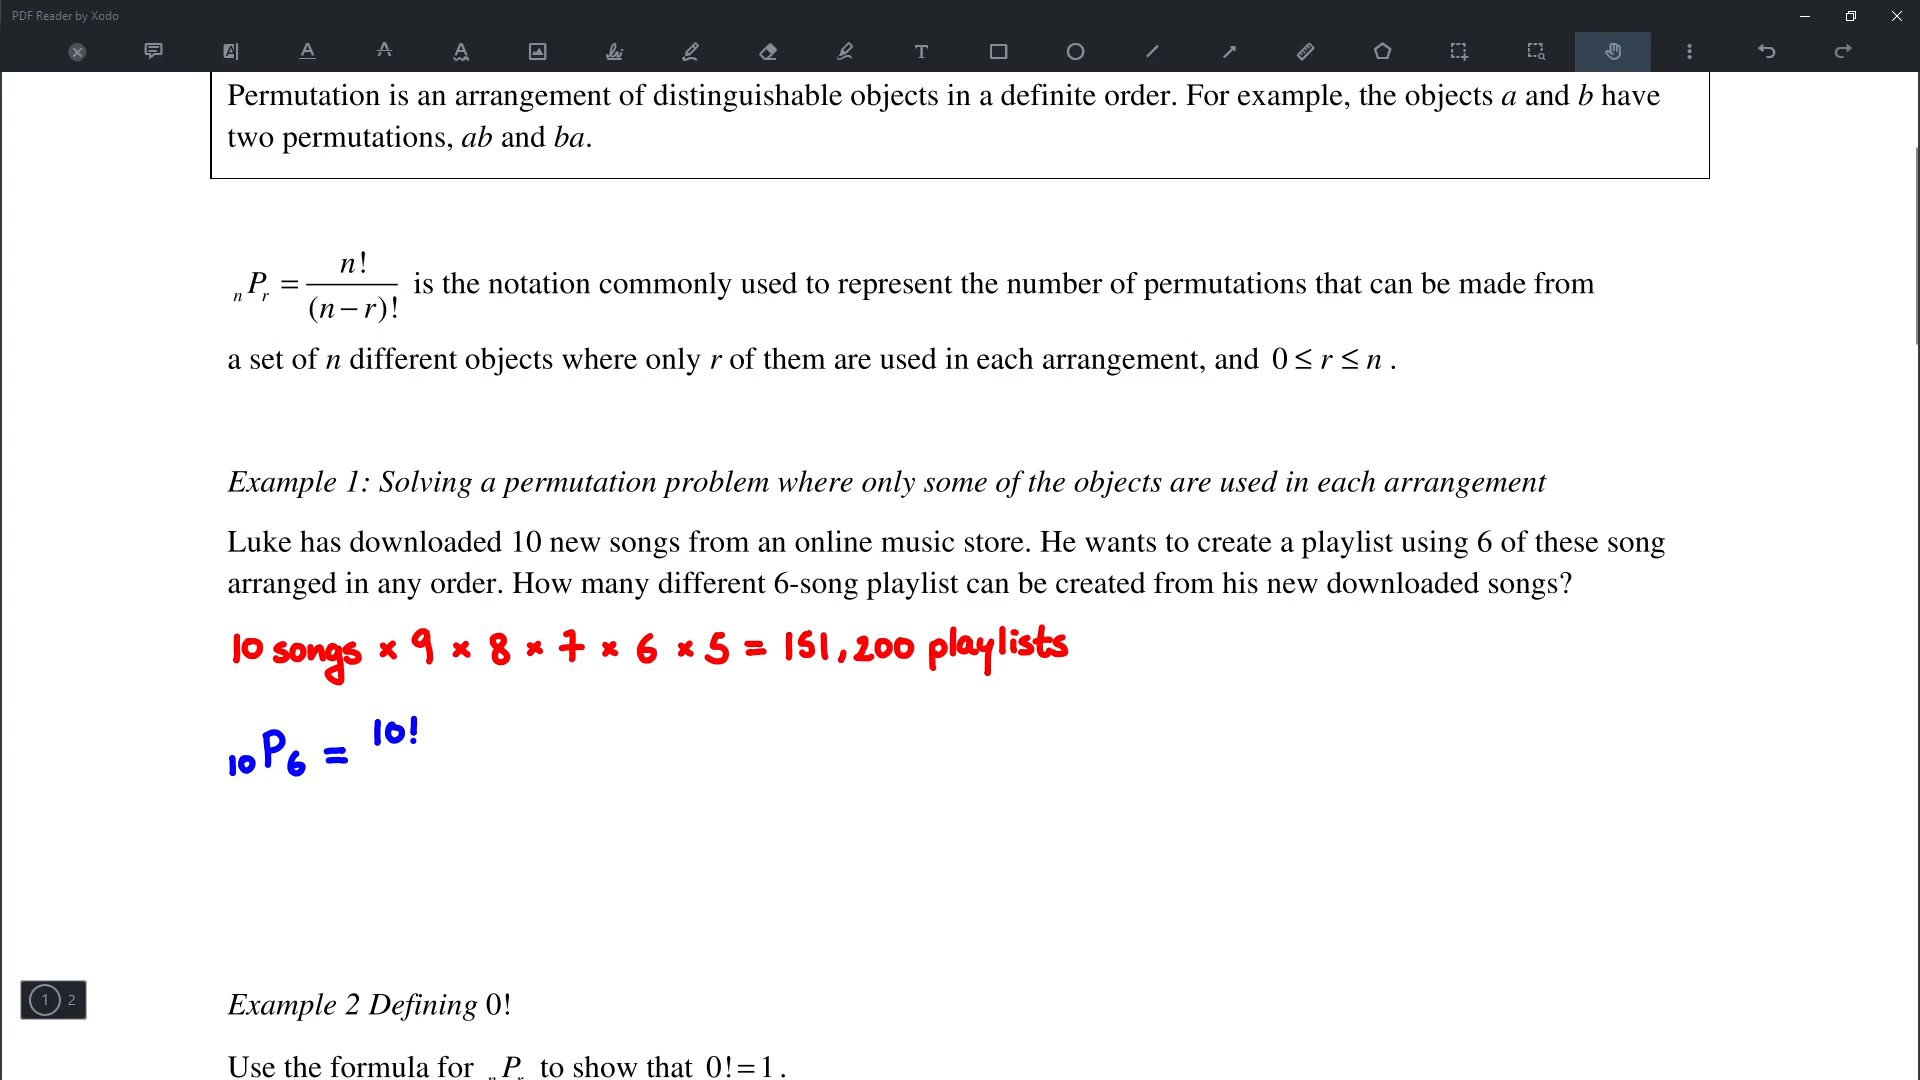 PDF Reader by Xodo
Permutation is an arrangement of distinguishable objects in a definite order. For example, the objects a and b have
two permutations, ab and ba.
nPr = n!/(n−r)! is the notation commonly used to represent the number of permutations that can be made from
a set of n different objects where only r of them are used in each arrangement, and 0 ≤ r ≤ n .
Example 1: Solving a permutation problem where only some of the objects are used in each arrangement
Luke has downloaded 10 new songs from an online music store. He wants to create a playlist using 6 of these song
arranged in any order. How many different 6-song playlist can be created from his new downloaded songs?
10 songs × 9 × 8 × 7 × 6 × 5 = 151,200 playlists
10P6 = 10!
1 2
Example 2 Defining 0!
Use the formula for nPr to show that 0! = 1 .